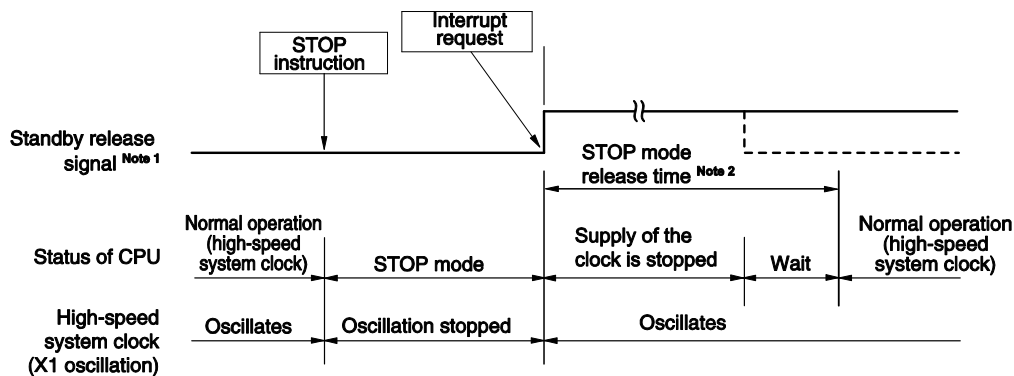 Interrupt
request
STOP
instruction
Standby release
signal Note 1
STOP mode
release time Note 2
Status of CPU
Normal operation
(high-speed
system clock)
STOP mode
Supply of the
clock is stopped
Wait
Normal operation
(high-speed
system clock)
High-speed
system clock
(X1 oscillation)
Oscillates
Oscillation stopped
Oscillates